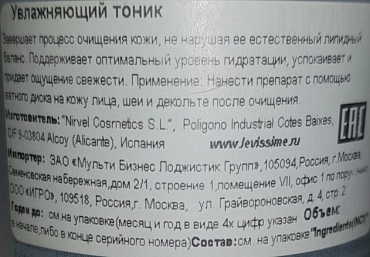 Увлажняющий тоник
Завершает процесс очищения кожи, не нарушая ее естественный липидный
баланс. Поддерживает оптимальный уровень гидратации, успокаивает и
придает ощущение свежести. Применение: Нанести препарат с помощью
ватного диска на кожу лица, шеи и декольте после очищения.
Изготовитель: "Nirvel Cosmetics S.L.", Poligono Industrial Cotes Baixes,
C/F 9-03804 Alcoy (Alicante), Испания www.levissime.ru
EAC
Импортер: ЗАО «Мульти Бизнес Лоджистик Групп»,105094,Россия, г.Москва,
Семеновская набережная,дом 2/1, строение 1,помещение VII, офис 1 по
ООО «ИГРО», 109518, Россия,г. Москва, ул. Грайвороновская, д. 4, стр. 2
Годен до: см на упаковке(месяц и год в виде 4х цифр указан Объем:
в начале,либо в конце серийного номера)Состав:см. на упаковке"Ingredients